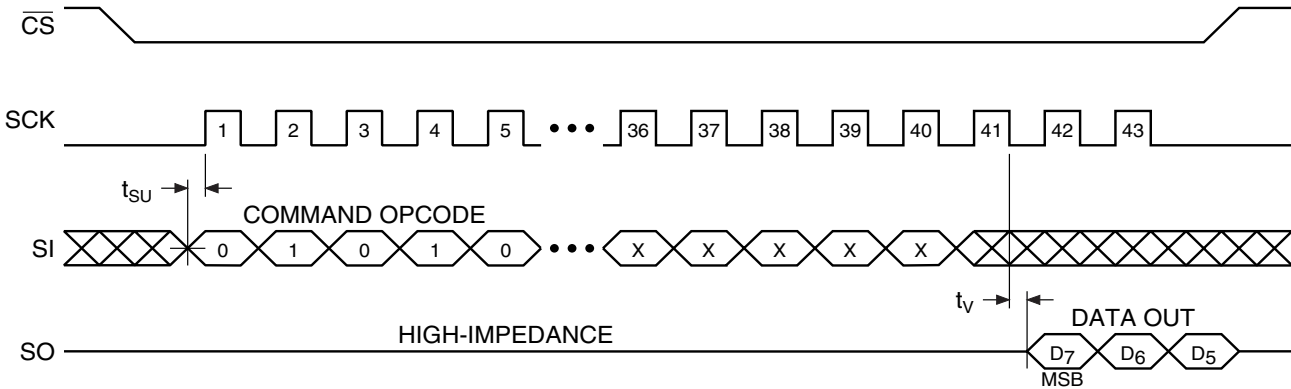 CS
SCK
1 2 3 4 5 ••• 36 37 38 39 40 41 42 43
tSU
COMMAND OPCODE
SI
0 1 0 1 0 ••• X X X X X
tV
HIGH-IMPEDANCE
DATA OUT
SO
D7 D6 D5
MSB